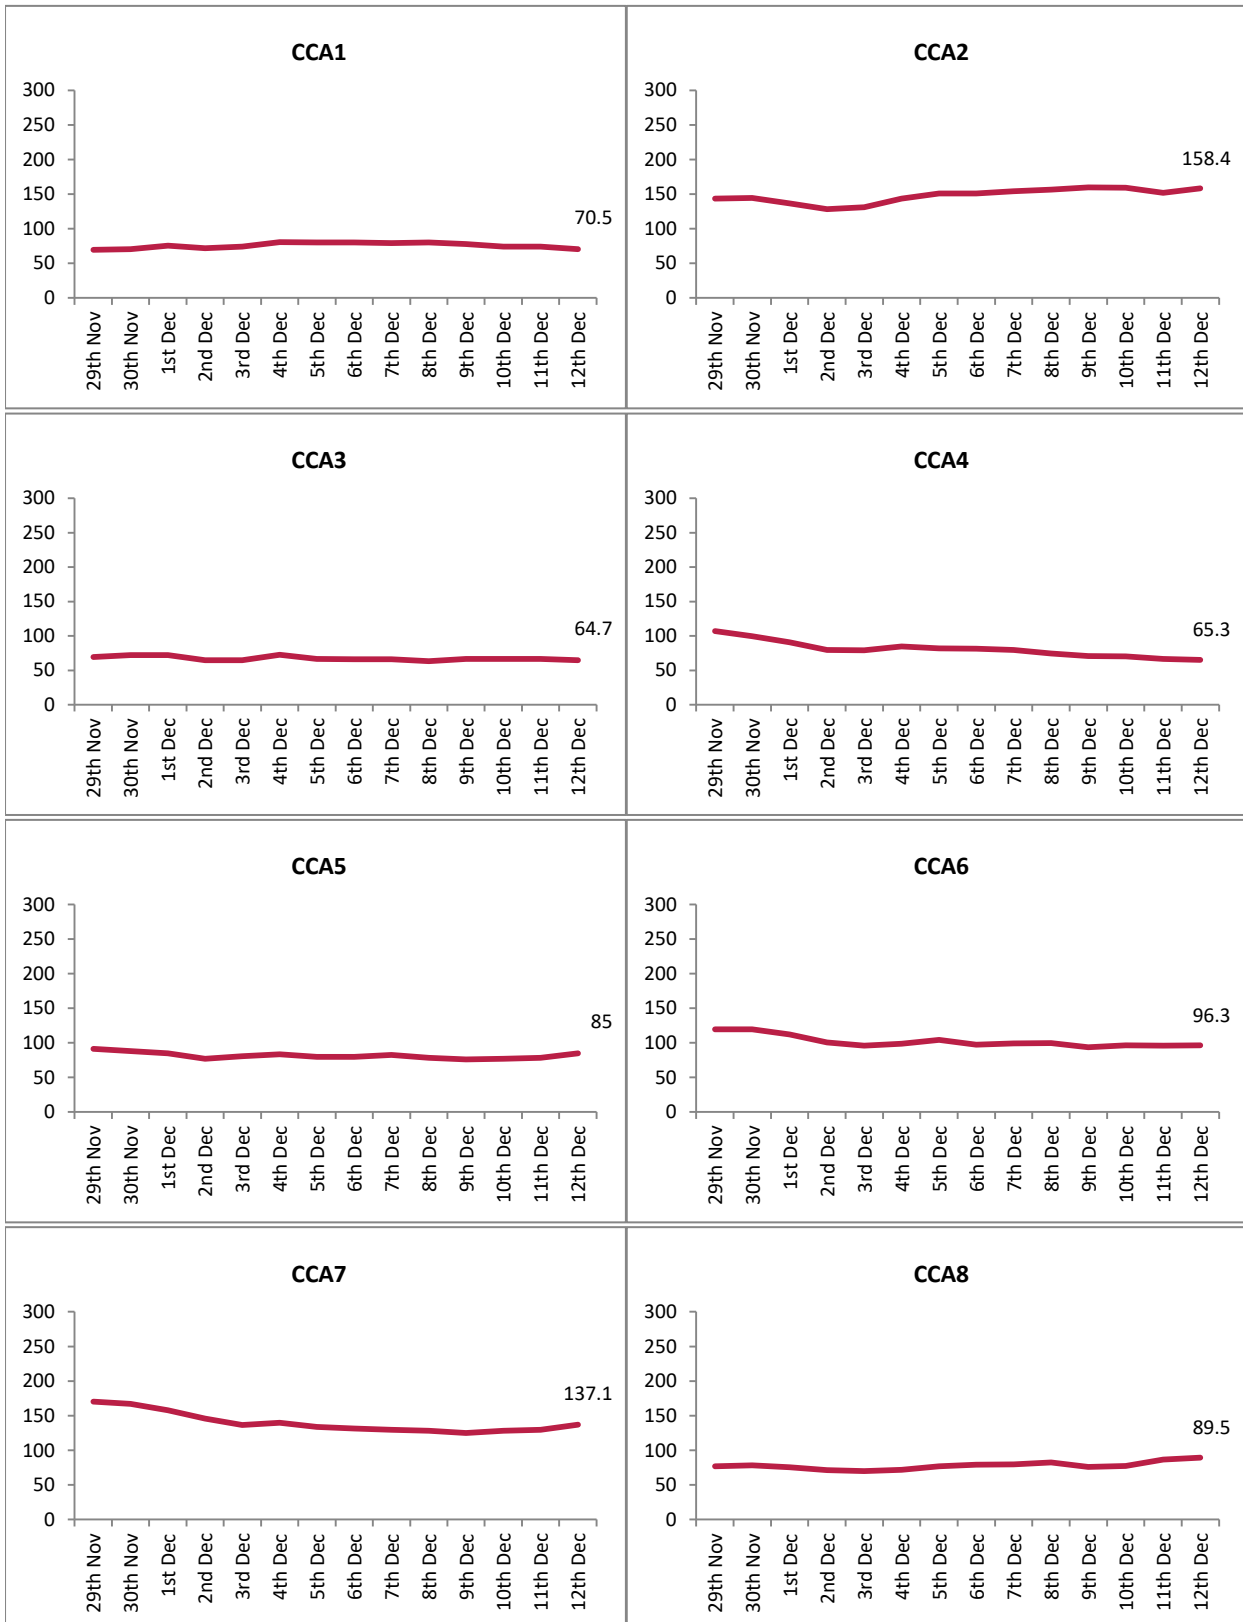 CCA1
300
250
200
150
100
50
0
70.5
29th Nov
30th Nov
1st Dec
2nd Dec
3rd Dec
4th Dec
5th Dec
6th Dec
7th Dec
8th Dec
9th Dec
10th Dec
11th Dec
12th Dec
CCA2
300
250
200
150
100
50
0
158.4
29th Nov
30th Nov
1st Dec
2nd Dec
3rd Dec
4th Dec
5th Dec
6th Dec
7th Dec
8th Dec
9th Dec
10th Dec
11th Dec
12th Dec
CCA3
300
250
200
150
100
50
0
64.7
29th Nov
30th Nov
1st Dec
2nd Dec
3rd Dec
4th Dec
5th Dec
6th Dec
7th Dec
8th Dec
9th Dec
10th Dec
11th Dec
12th Dec
CCA4
300
250
200
150
100
50
0
65.3
29th Nov
30th Nov
1st Dec
2nd Dec
3rd Dec
4th Dec
5th Dec
6th Dec
7th Dec
8th Dec
9th Dec
10th Dec
11th Dec
12th Dec
CCA5
300
250
200
150
100
50
0
85
29th Nov
30th Nov
1st Dec
2nd Dec
3rd Dec
4th Dec
5th Dec
6th Dec
7th Dec
8th Dec
9th Dec
10th Dec
11th Dec
12th Dec
CCA6
300
250
200
150
100
50
0
96.3
29th Nov
30th Nov
1st Dec
2nd Dec
3rd Dec
4th Dec
5th Dec
6th Dec
7th Dec
8th Dec
9th Dec
10th Dec
11th Dec
12th Dec
CCA7
300
250
200
150
100
50
0
137.1
29th Nov
30th Nov
1st Dec
2nd Dec
3rd Dec
4th Dec
5th Dec
6th Dec
7th Dec
8th Dec
9th Dec
10th Dec
11th Dec
12th Dec
CCA8
300
250
200
150
100
50
0
89.5
29th Nov
30th Nov
1st Dec
2nd Dec
3rd Dec
4th Dec
5th Dec
6th Dec
7th Dec
8th Dec
9th Dec
10th Dec
11th Dec
12th Dec